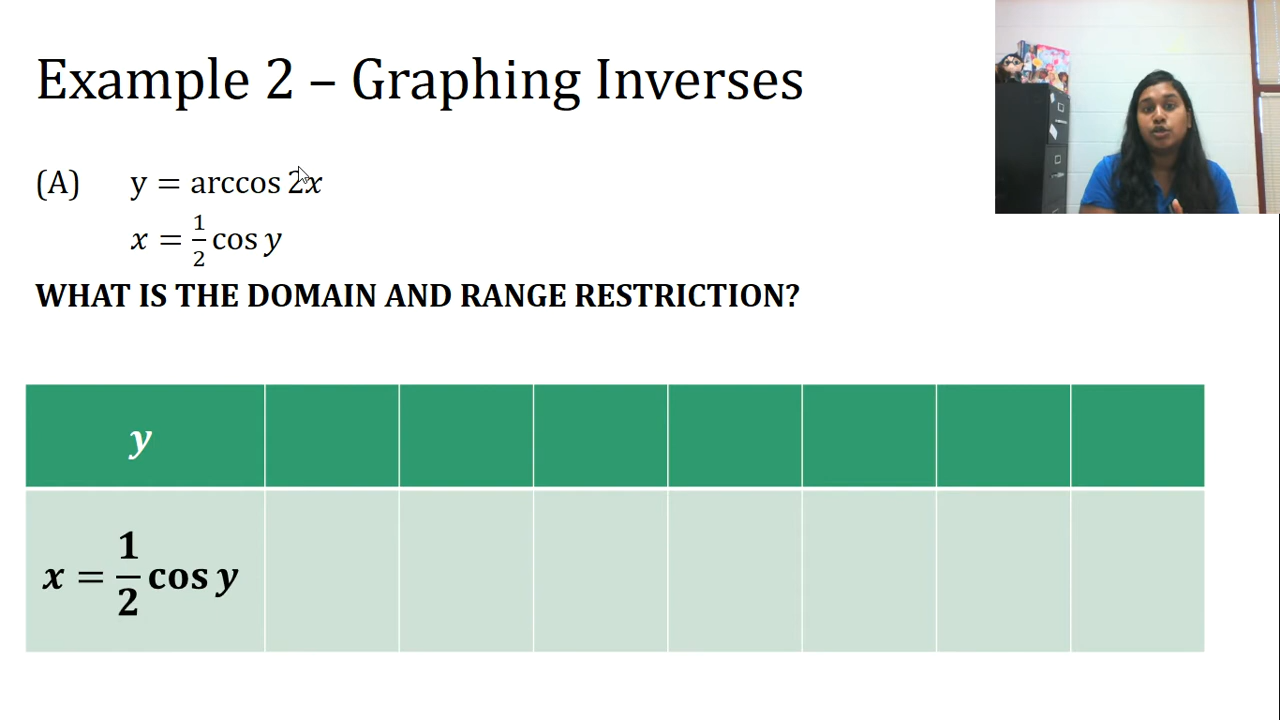 Example 2 – Graphing Inverses
(A) y = arccos 2x
x = 1/2 cos y
WHAT IS THE DOMAIN AND RANGE RESTRICTION?
y
x = 1/2 cos y